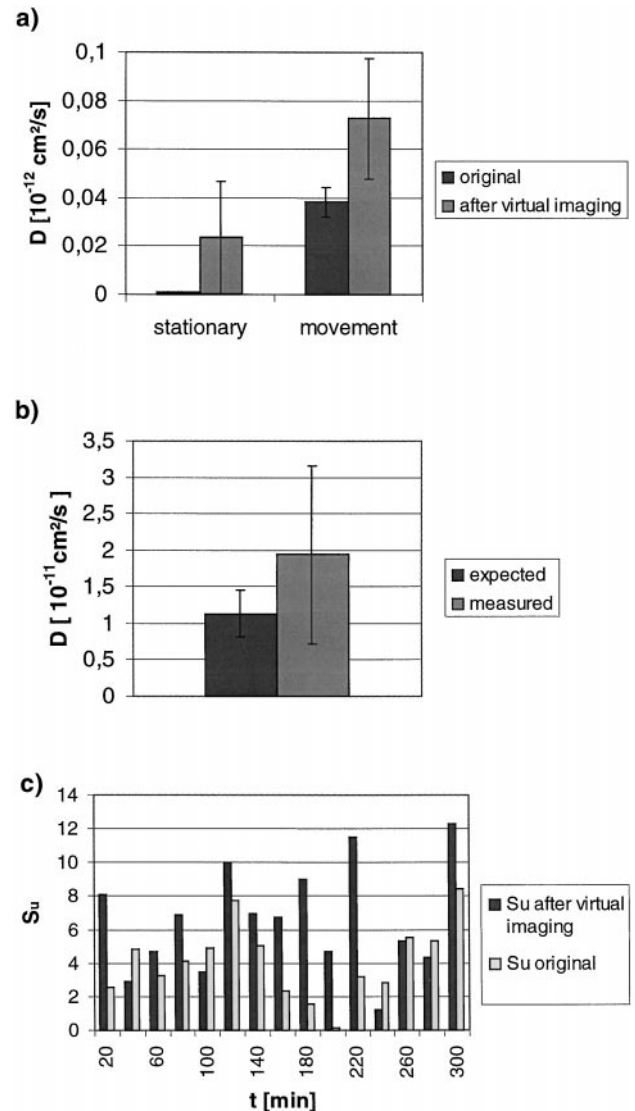 a)
0,1
0,08
0,06
0,04
0,02
0
D [10⁻¹² cm²/s]
stationary movement
original
after virtual imaging
b)
3,5
3
2,5
2
1,5
1
0,5
0
D [ 10⁻¹¹cm²/s ]
expected
measured
c)
14
12
10
8
6
4
2
0
Su
20 60 100 140 180 220 260 300
t [min]
Su after virtual
imaging
Su original